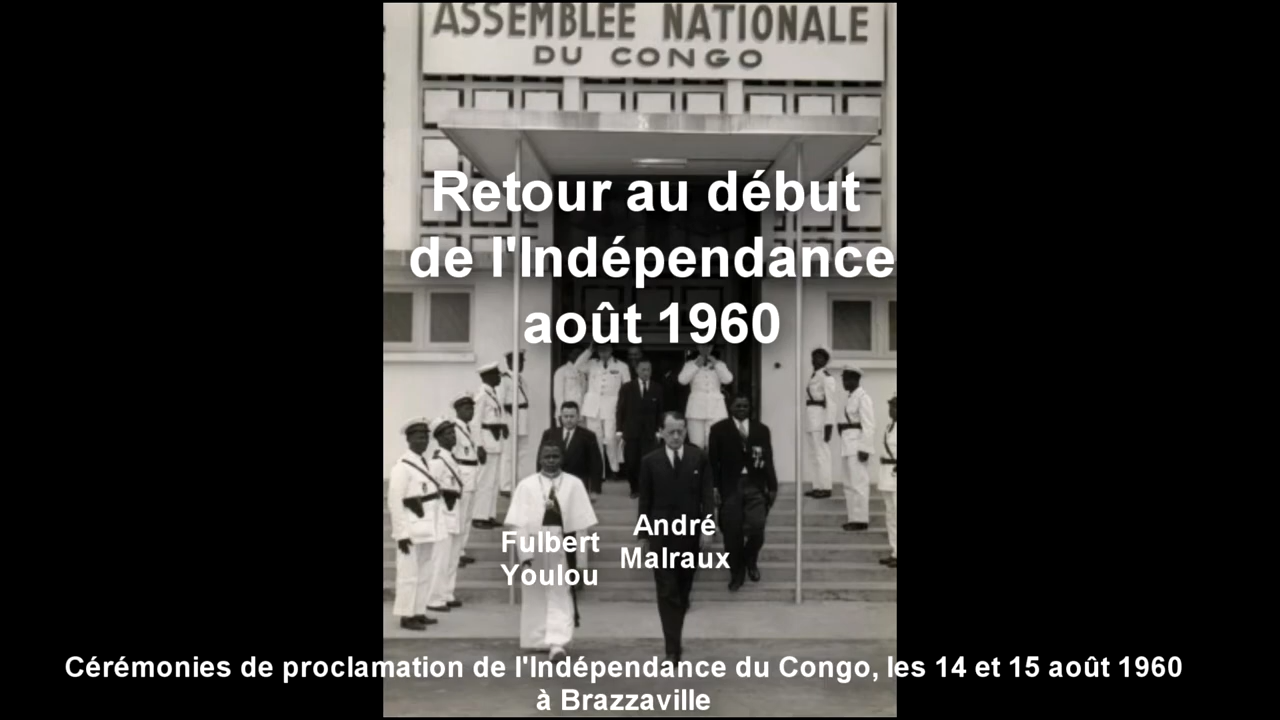 ASSEMBLÉE NATIONALE
DU CONGO
Retour au début
de l'Indépendance
août 1960
Fulbert
Youlou
André
Malraux
Cérémonies de proclamation de l'Indépendance du Congo, les 14 et 15 août 1960
à Brazzaville